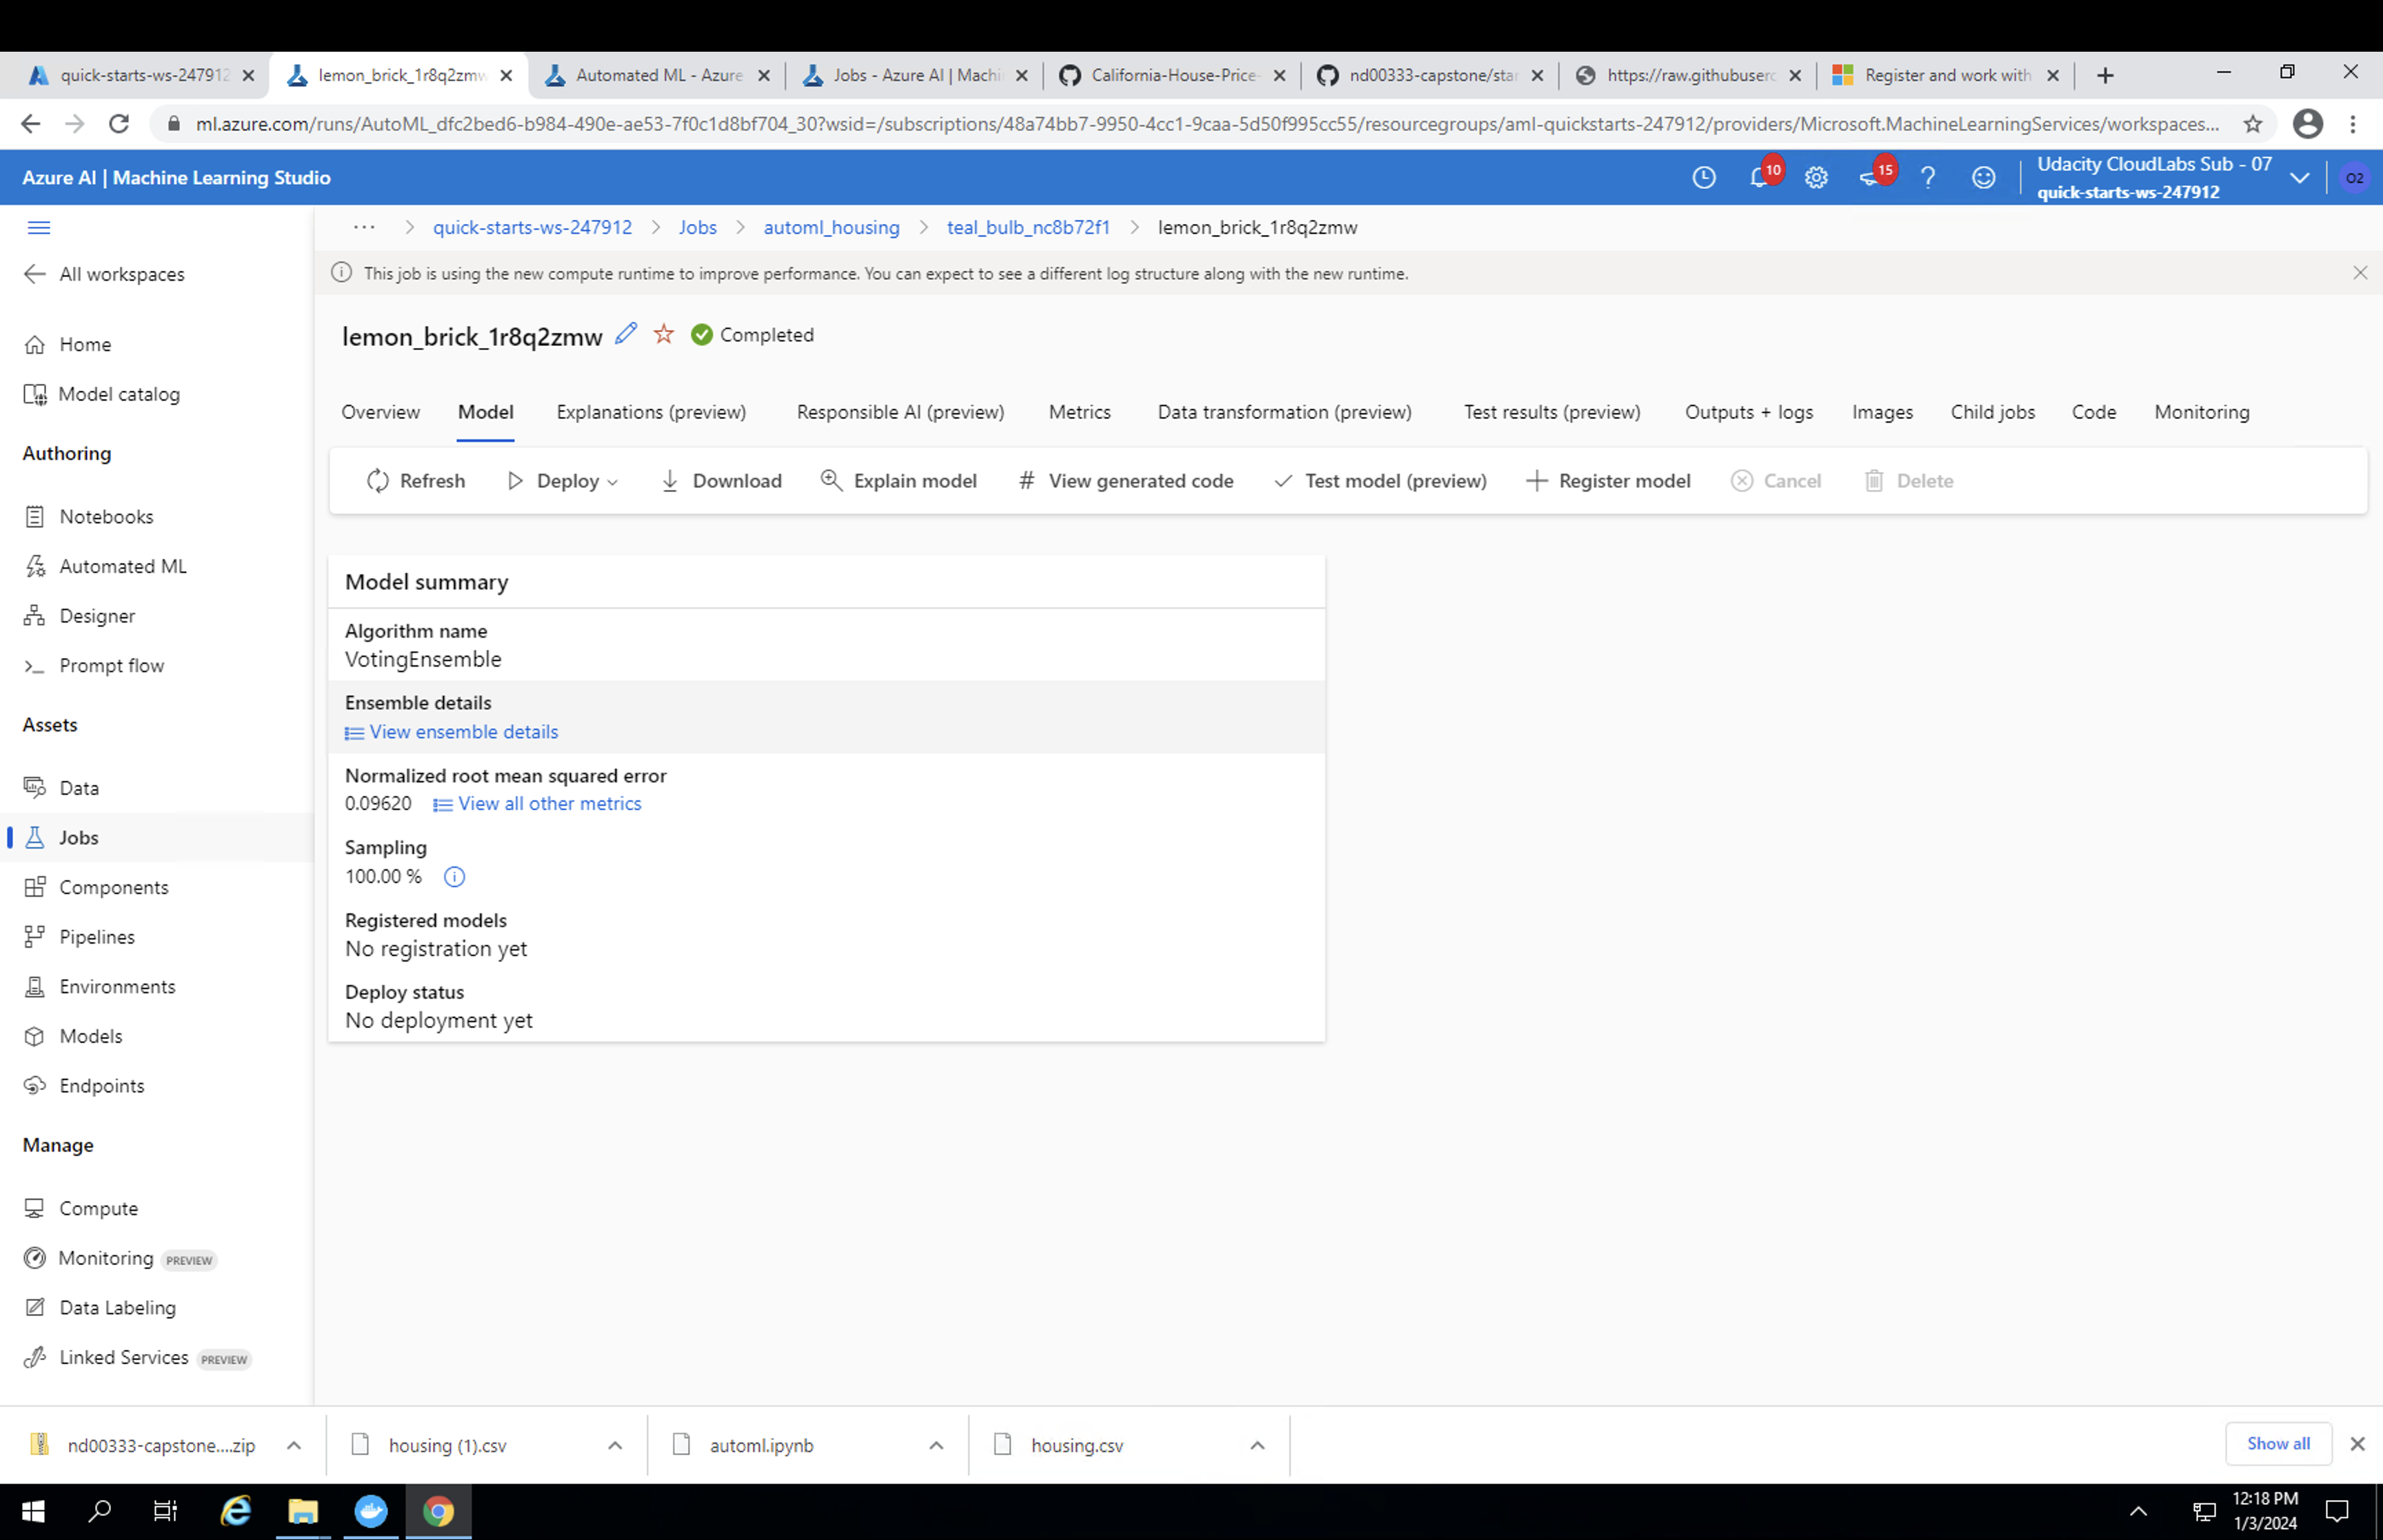 quick-starts-ws-247912
lemon_brick_1r8q2zmw
Automated ML - Azure
Jobs - Azure AI | Machi
California-House-Price-
nd00333-capstone/star
https://raw.githubuserc
Register and work with
ml.azure.com/runs/AutoML_dfc2bed6-b984-490e-ae53-7f0c1d8bf704_30?wsid=/subscriptions/48a74bb7-9950-4cc1-9caa-5d50f995cc55/resourcegroups/aml-quickstarts-247912/providers/Microsoft.MachineLearningServices/workspaces...
Azure AI | Machine Learning Studio
10
15
Udacity CloudLabs Sub - 07
quick-starts-ws-247912
O2
All workspaces
Home
Model catalog
Authoring
Notebooks
Automated ML
Designer
Prompt flow
Assets
Data
Jobs
Components
Pipelines
Environments
Models
Endpoints
Manage
Compute
Monitoring PREVIEW
Data Labeling
Linked Services PREVIEW
... > quick-starts-ws-247912 > Jobs > automl_housing > teal_bulb_nc8b72f1 > lemon_brick_1r8q2zmw
This job is using the new compute runtime to improve performance. You can expect to see a different log structure along with the new runtime.
lemon_brick_1r8q2zmw Completed
Overview Model Explanations (preview) Responsible AI (preview) Metrics Data transformation (preview) Test results (preview) Outputs + logs Images Child jobs Code Monitoring
Refresh Deploy Download Explain model # View generated code Test model (preview) Register model Cancel Delete
Model summary
Algorithm name
VotingEnsemble
Ensemble details
View ensemble details
Normalized root mean squared error
0.09620 View all other metrics
Sampling
100.00 %
Registered models
No registration yet
Deploy status
No deployment yet
nd00333-capstone....zip
housing (1).csv
automl.ipynb
housing.csv
Show all
12:18 PM
1/3/2024